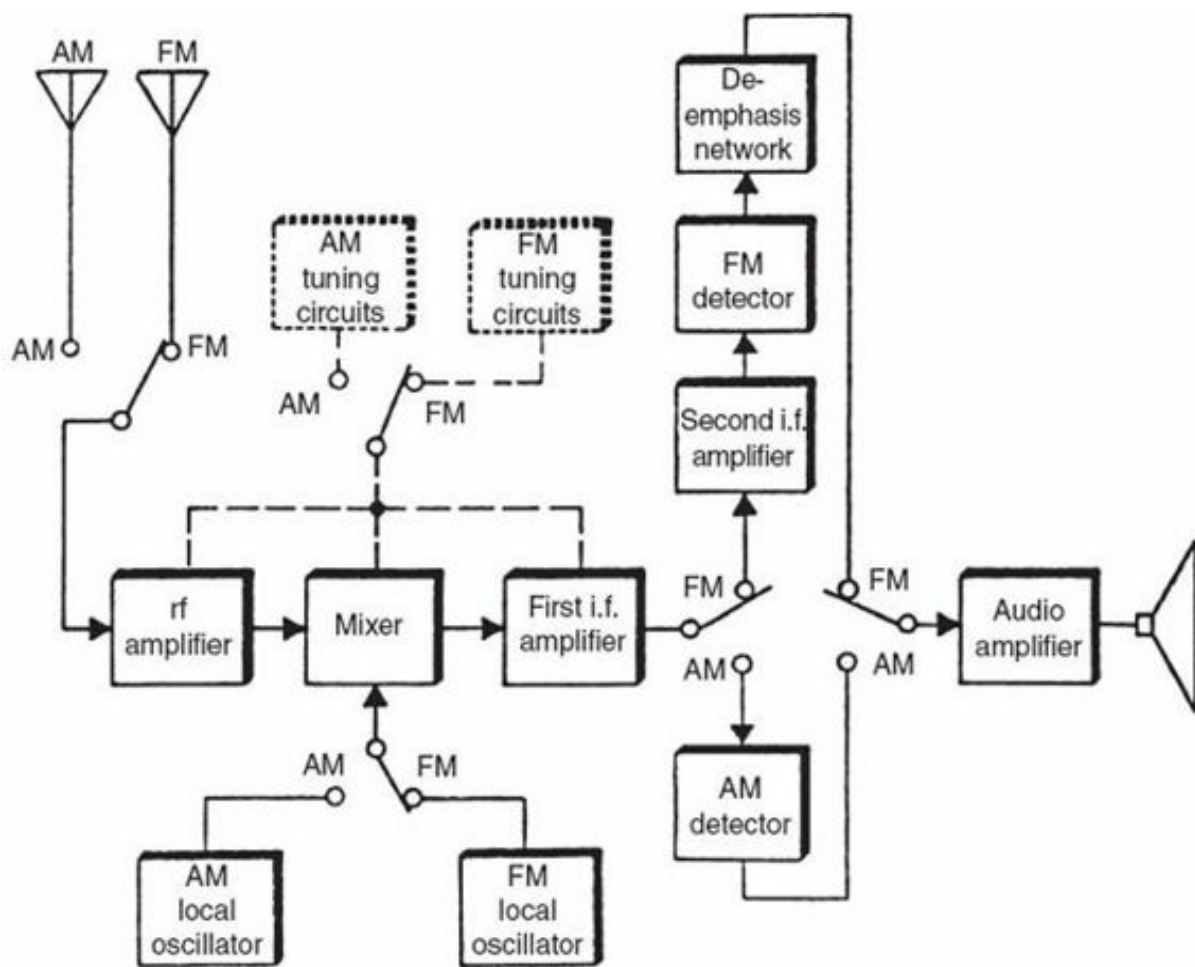 AM
FM
AM
FM
AM
tuning
circuits
FM
tuning
circuits
AM
FM
De-
emphasis
network
FM
detector
Second i.f.
amplifier
rf
amplifier
Mixer
First i.f.
amplifier
FM
AM
FM
AM
Audio
amplifier
AM
FM
AM
local
oscillator
FM
local
oscillator
AM
detector